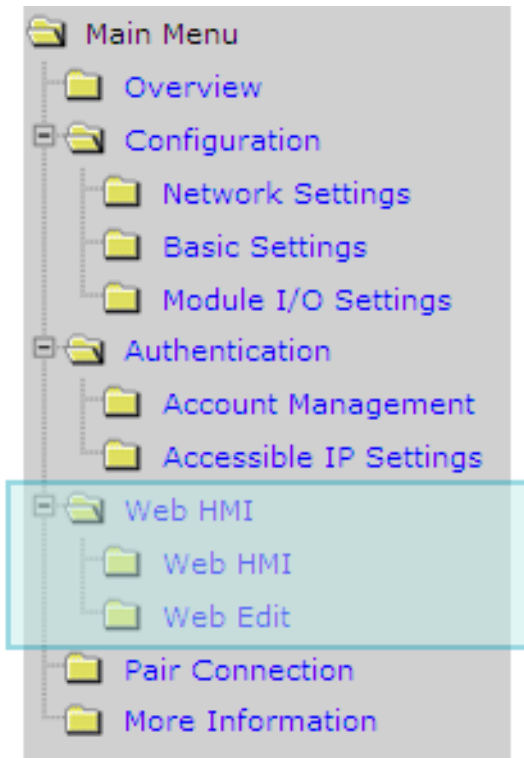 Main Menu
Overview
Configuration
Network Settings
Basic Settings
Module I/O Settings
Authentication
Account Management
Accessible IP Settings
Web HMI
Web HMI
Web Edit
Pair Connection
More Information